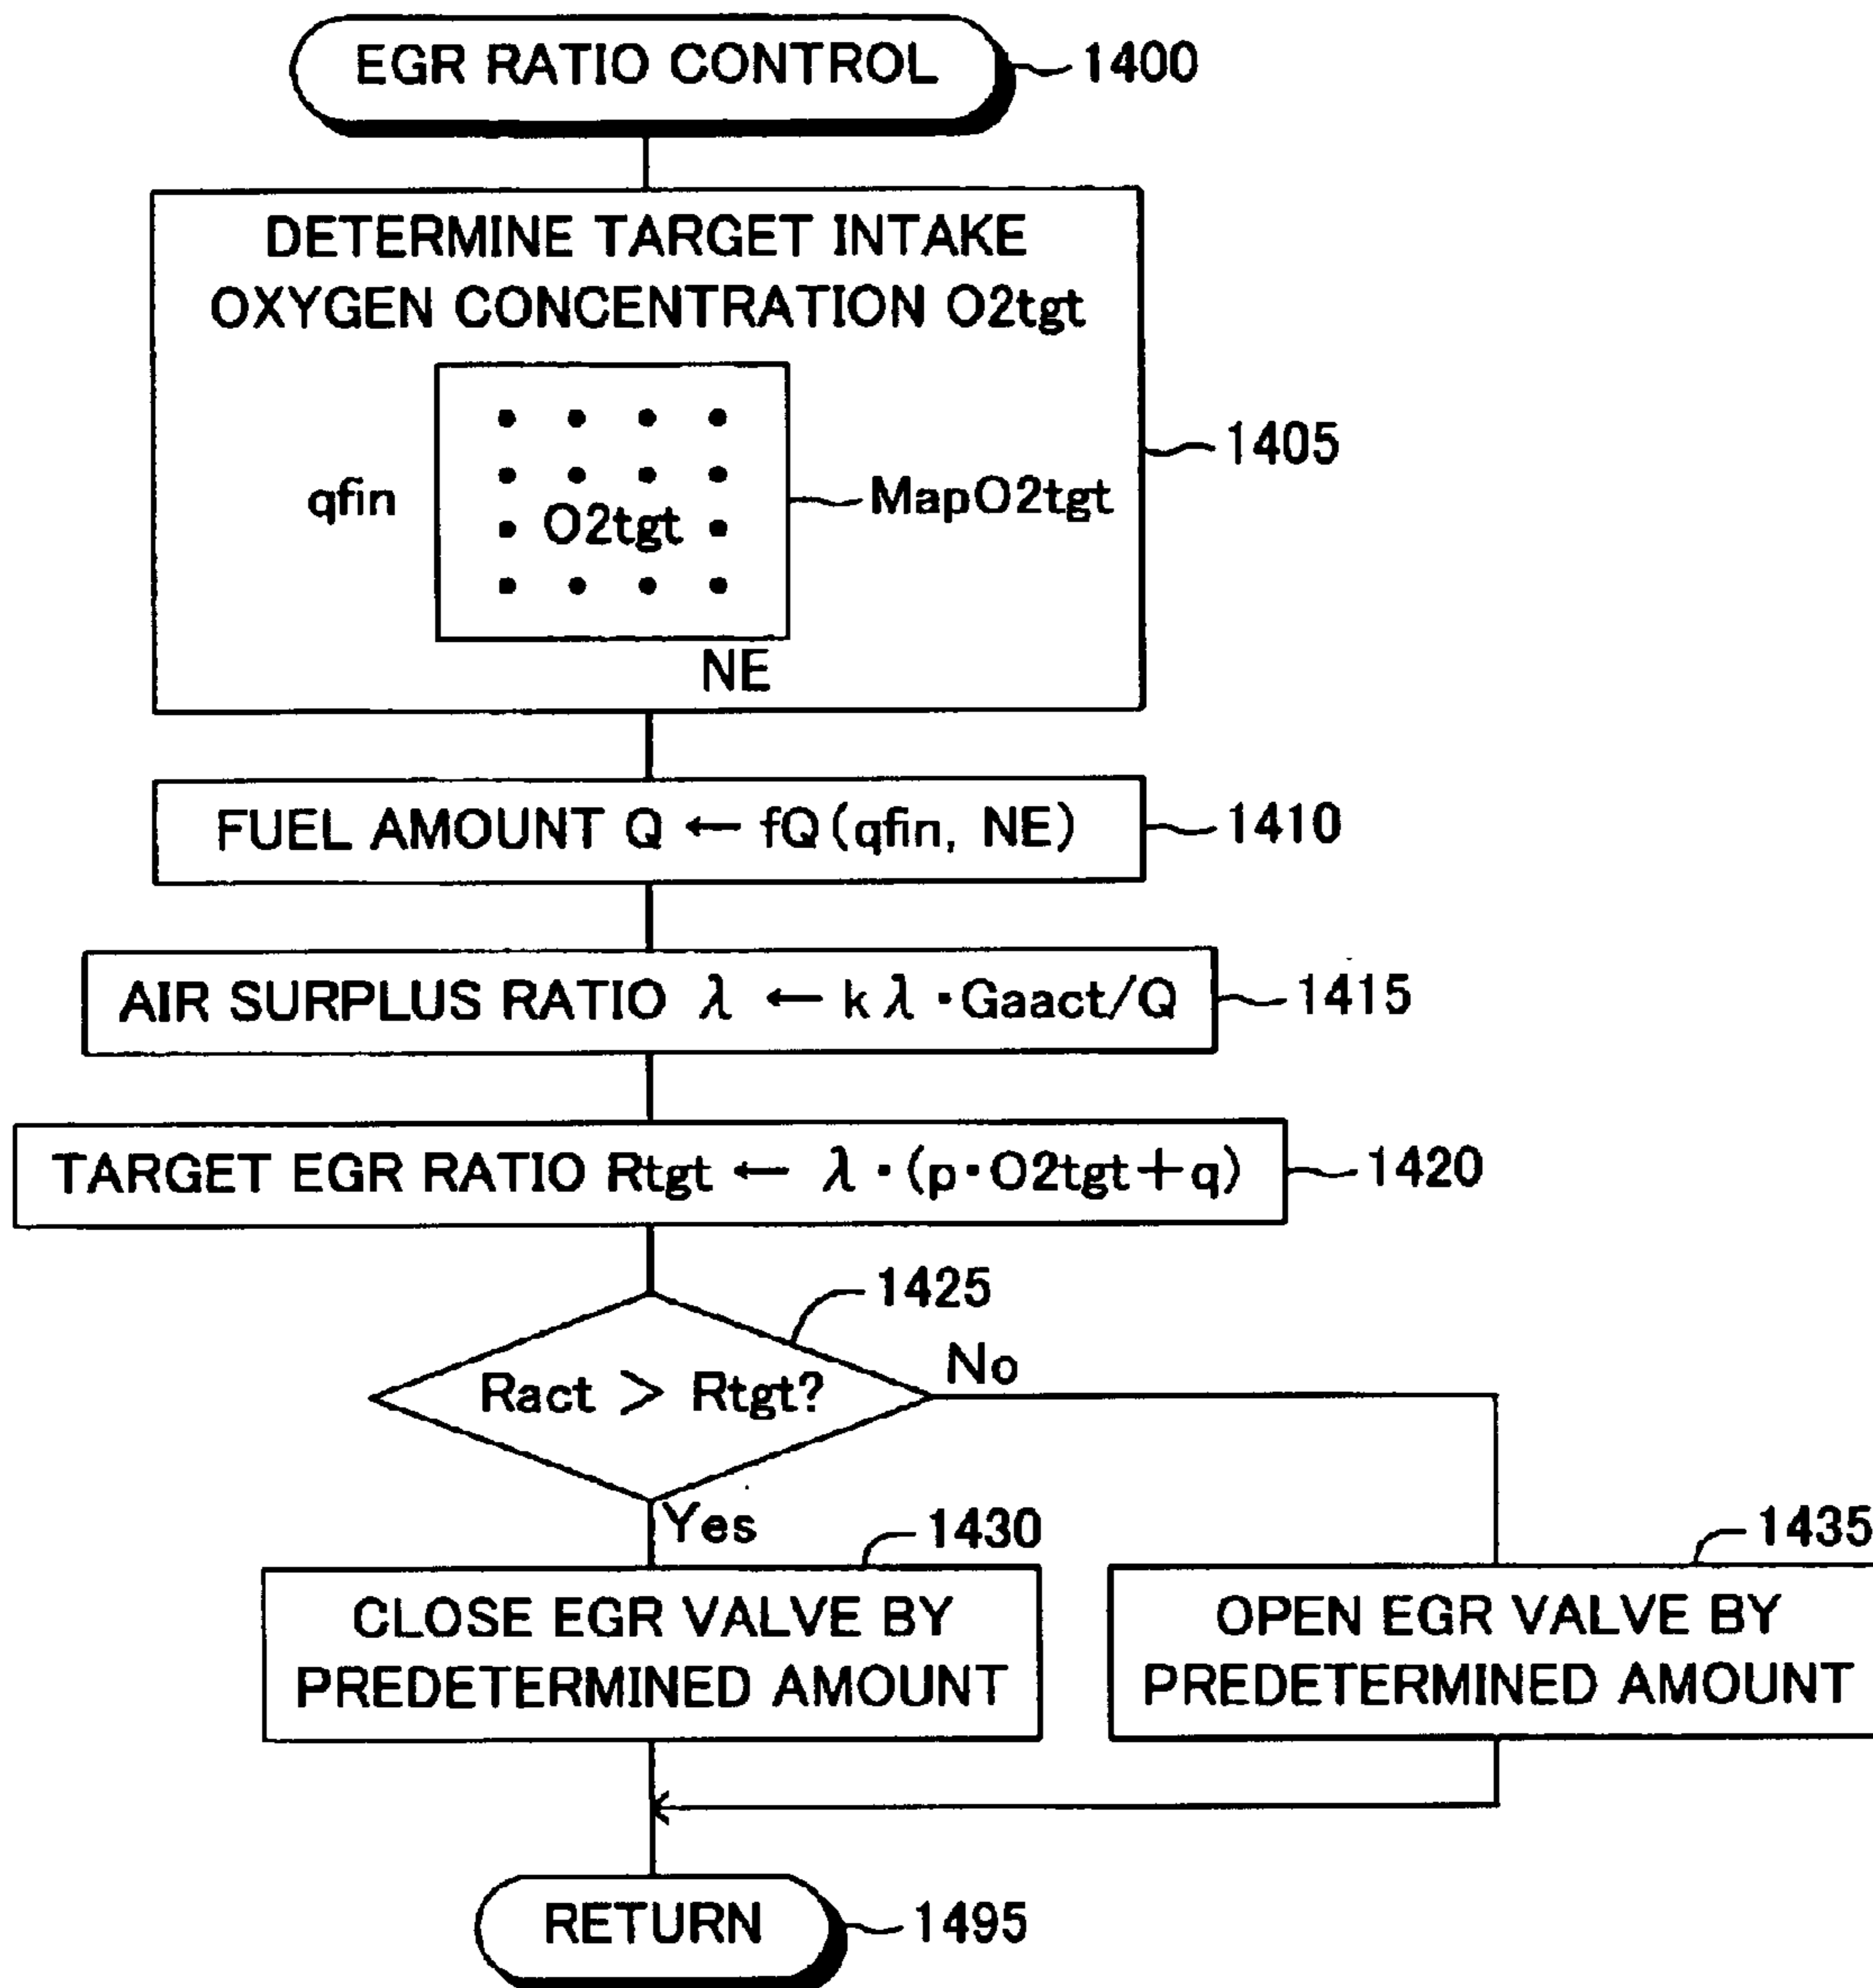 EGR RATIO CONTROL
1400
DETERMINE TARGET INTAKE
OXYGEN CONCENTRATION O2tgt
1405
qfin
O2tgt
MapO2tgt
NE
FUEL AMOUNT Q ← fQ(qfin, NE)
1410
AIR SURPLUS RATIO λ ← kλ·Gaact/Q
1415
TARGET EGR RATIO Rtgt ← λ·(p·O2tgt+q)
1420
1425
Ract > Rtgt?
No
Yes
1430
1435
CLOSE EGR VALVE BY
PREDETERMINED AMOUNT
OPEN EGR VALVE BY
PREDETERMINED AMOUNT
RETURN
1495